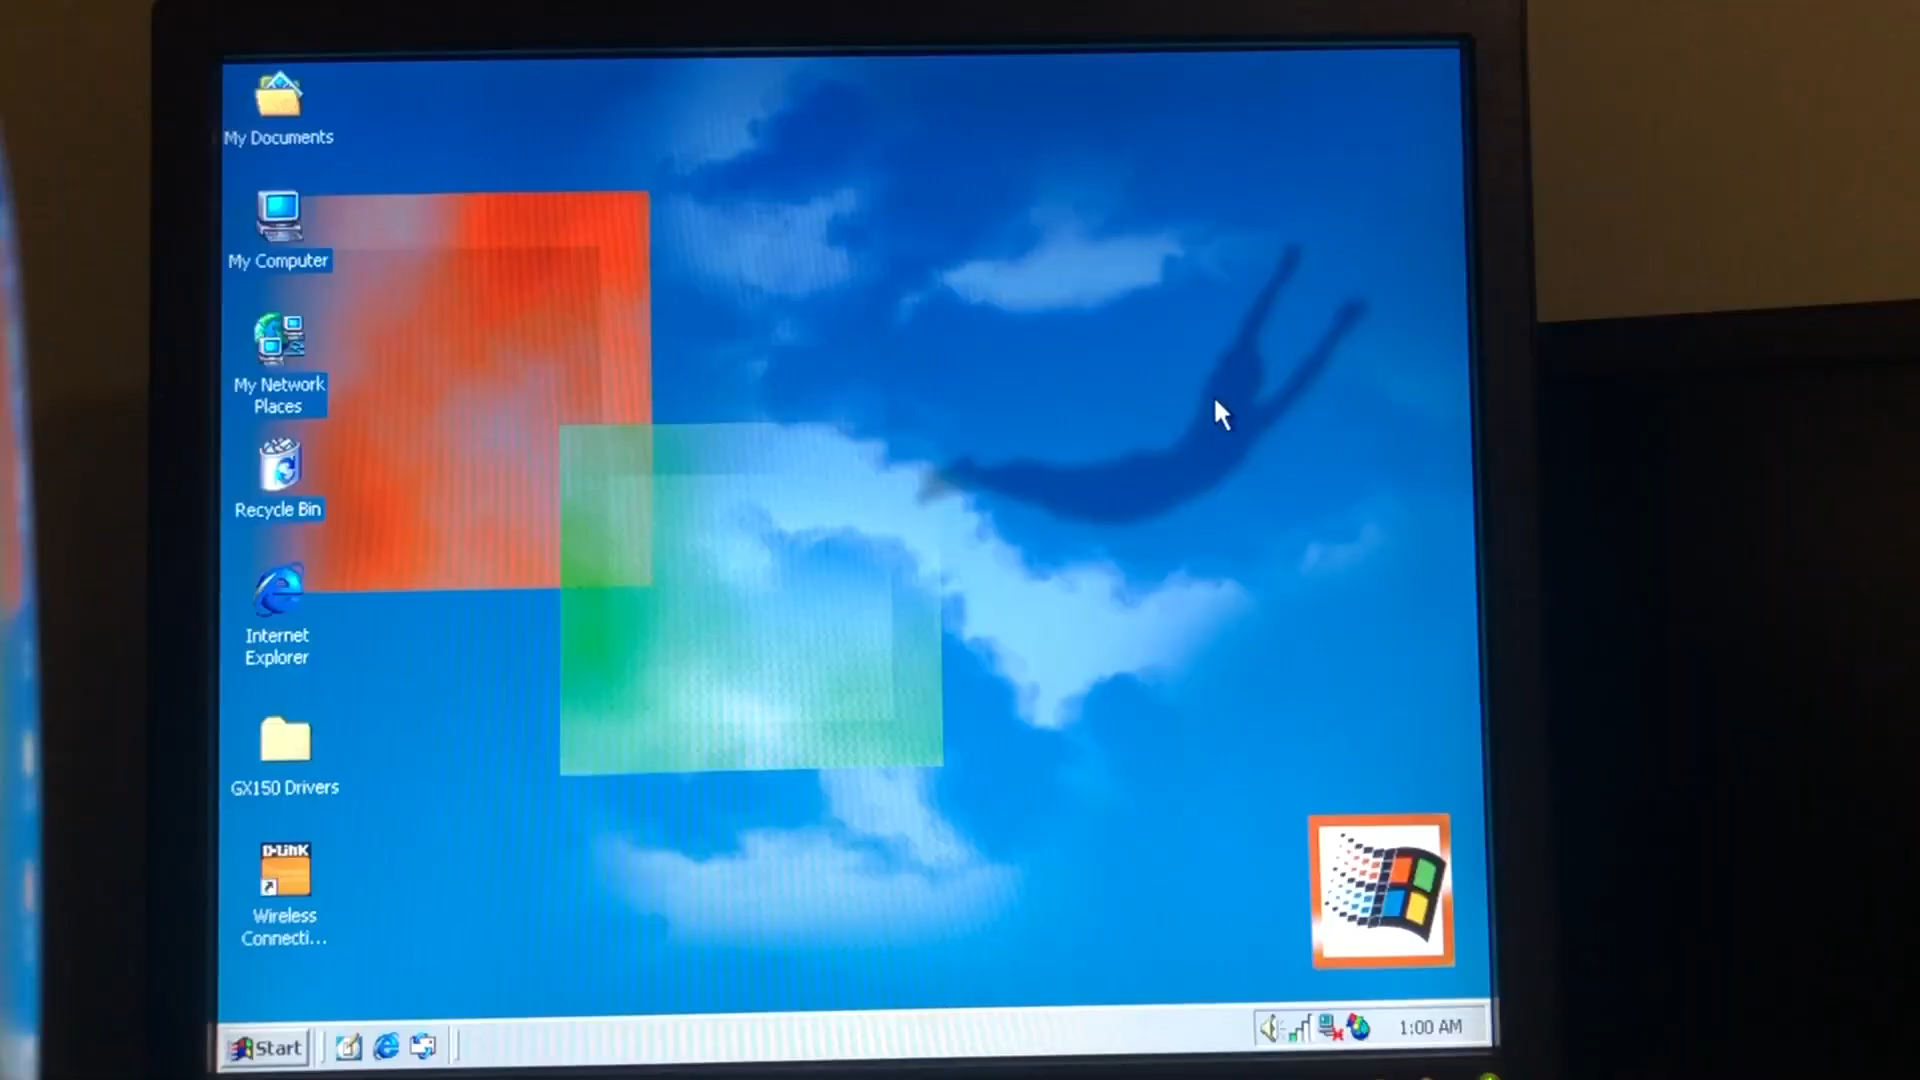 My Documents
My Computer
My Network
Places
Recycle Bin
Internet
Explorer
GX150 Drivers
D-Link
Wireless
Connecti...
Start
1:00 AM